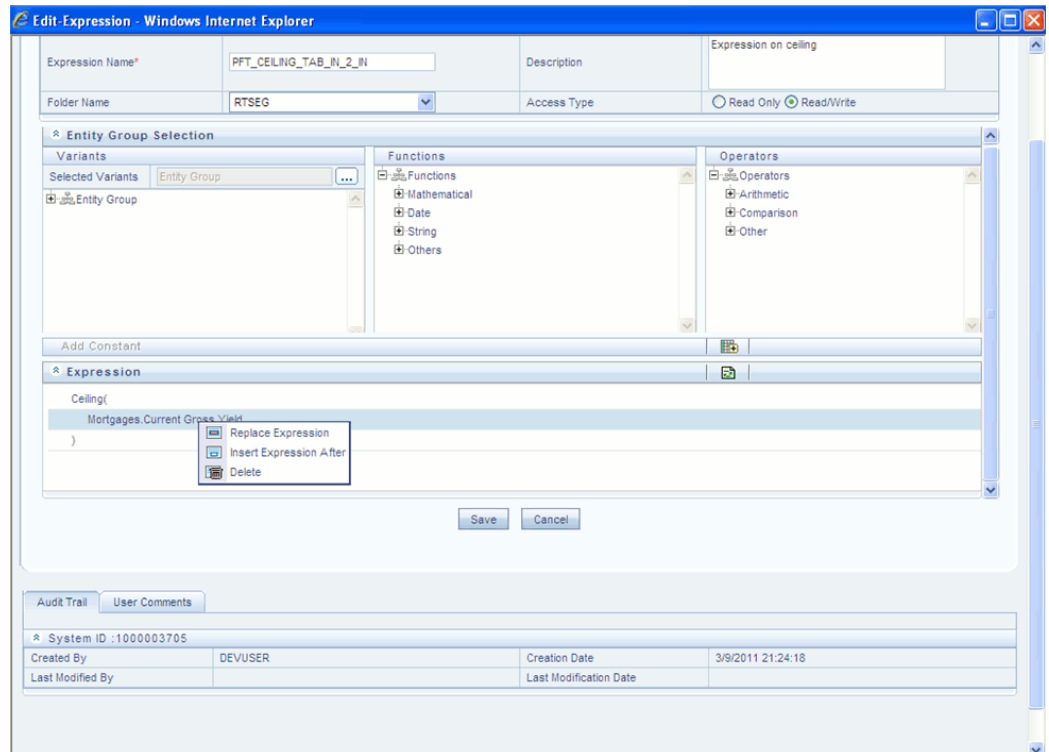 Edit-Expression - Windows Internet Explorer
Expression on ceiling
Expression Name* PFT_CEILING_TAB_IN_2_IN Description
Folder Name RTSEG Access Type Read Only Read/Write
Entity Group Selection
Variants Functions Operators
Selected Variants Entity Group ... Functions Operators
Entity Group Mathematical Arithmetic
Date Comparison
String Other
Others
Add Constant
Expression
Ceiling(
Mortgages.Current Gross Yield
Replace Expression
)
Insert Expression After
Delete
Save Cancel
Audit Trail User Comments
System ID :1000003705
Created By DEVUSER Creation Date 3/9/2011 21:24:18
Last Modified By Last Modification Date